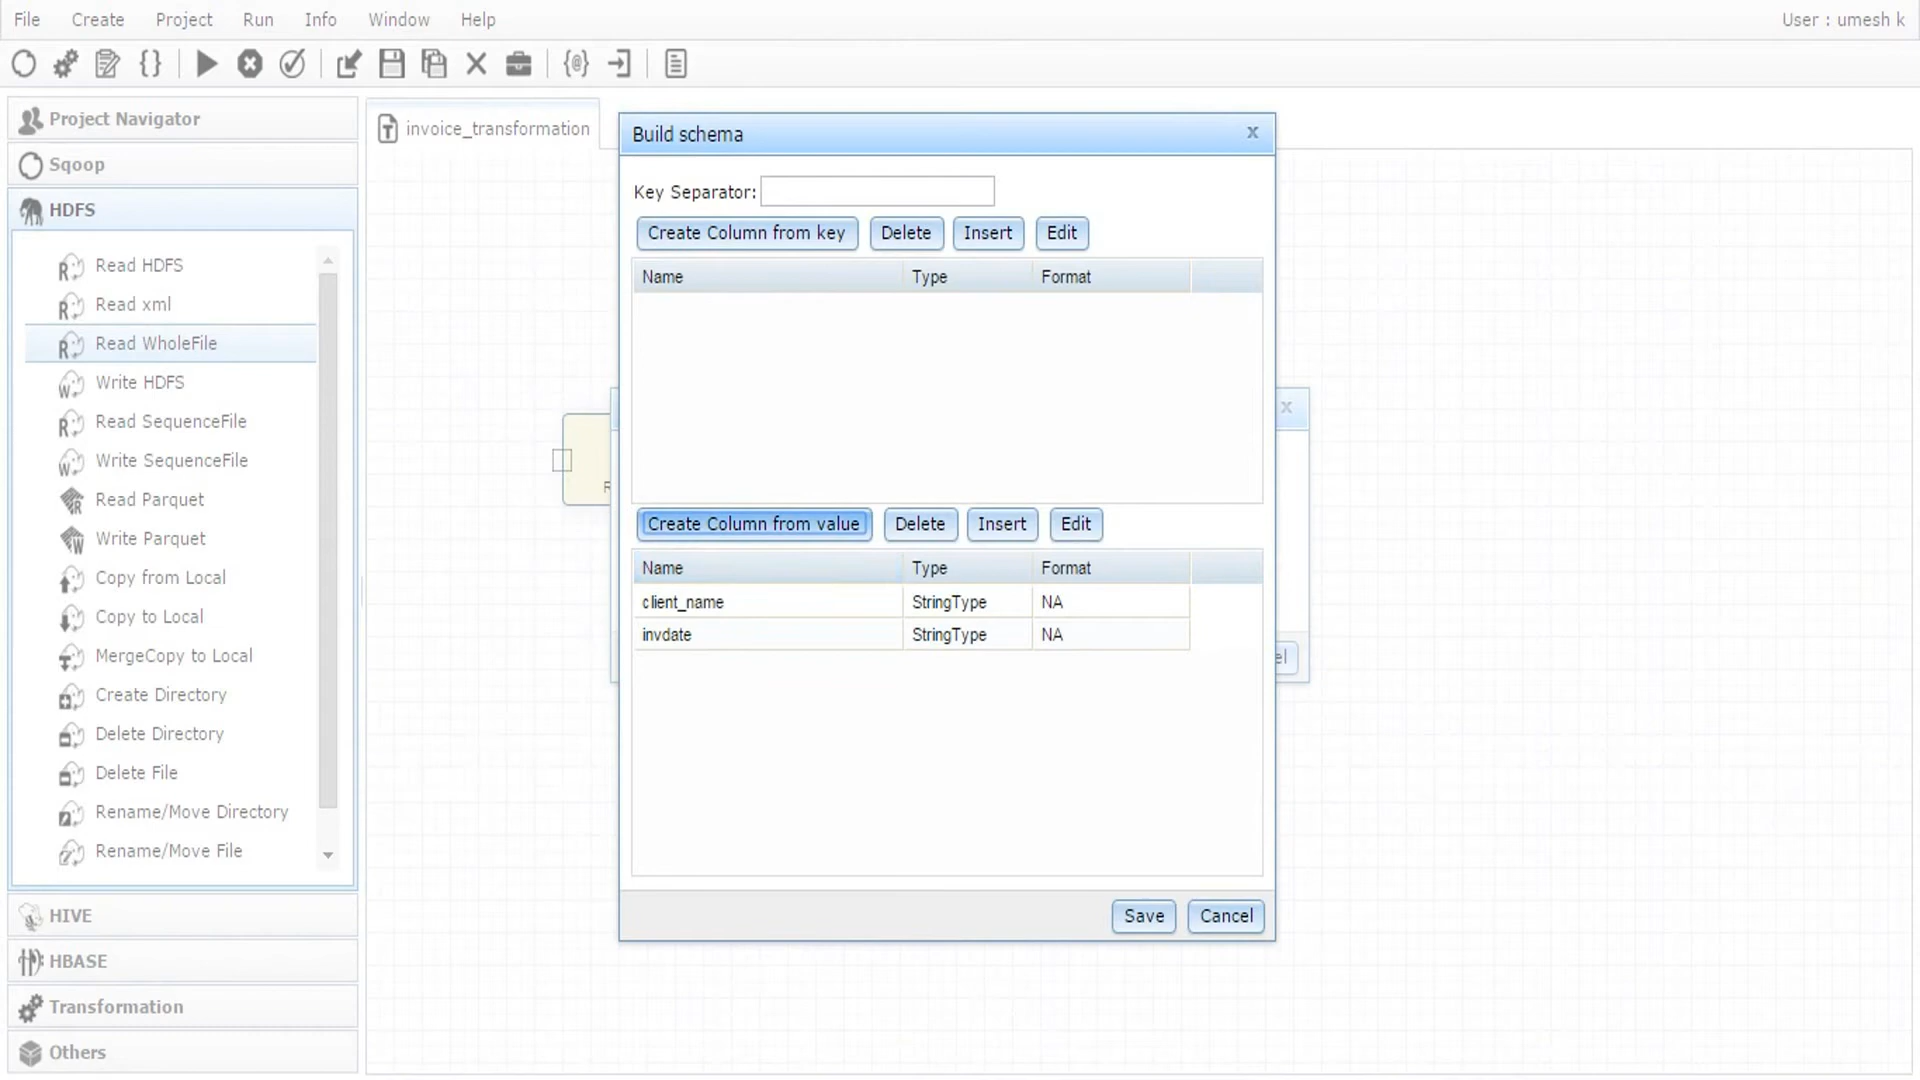 File Create Project Run Info Window Help User : umesh k
Project Navigator
Sqoop
HDFS
Read HDFS
Read xml
Read WholeFile
Write HDFS
Read SequenceFile
Write SequenceFile
Read Parquet
Write Parquet
Copy from Local
Copy to Local
MergeCopy to Local
Create Directory
Delete Directory
Delete File
Rename/Move Directory
Rename/Move File
HIVE
HBASE
Transformation
Others
invoice_transformation
Build schema x
Key Separator:
Create Column from key Delete Insert Edit
Name Type Format
Create Column from value Delete Insert Edit
Name Type Format
client_name StringType NA
invdate StringType NA
Save Cancel
x
R
el